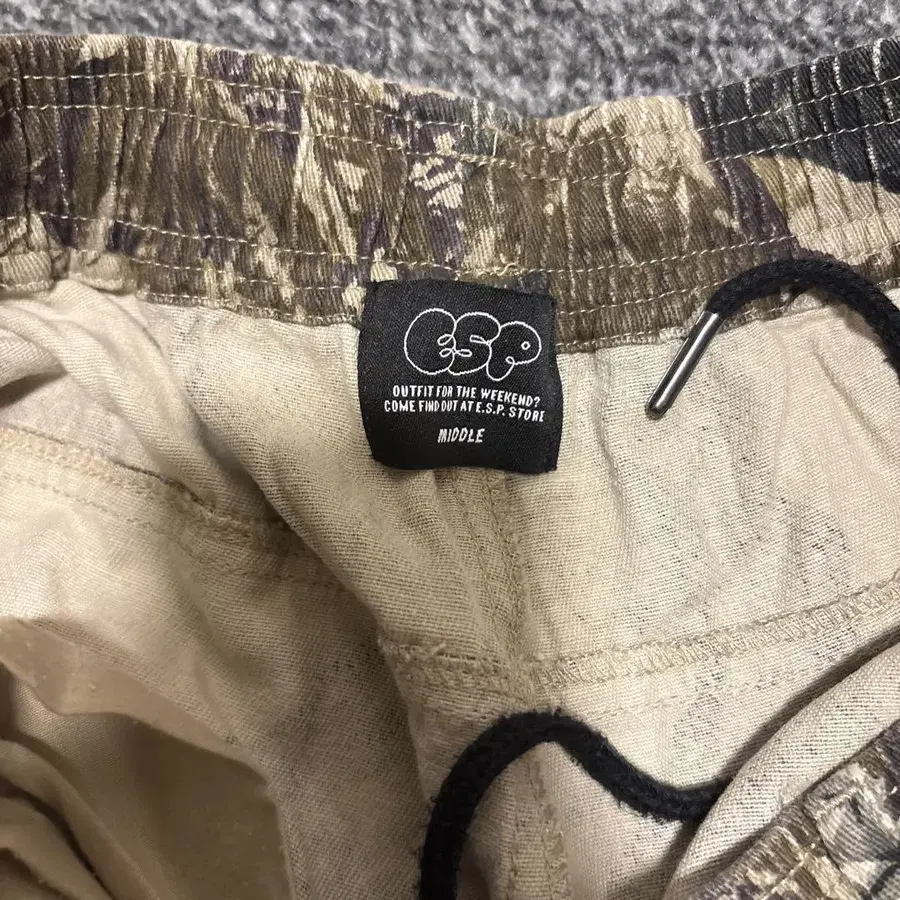 ESP
OUTFIT FOR THE WEEKEND?
COME FIND OUT AT E.S.P. STORE
MIDDLE